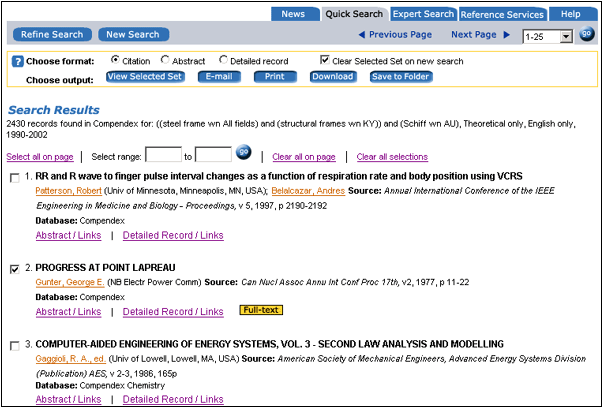 News Quick Search Expert Search Reference Services Help
Refine Search New Search Previous Page Next Page 1-25 go
? Choose format: Citation Abstract Detailed record Clear Selected Set on new search
Choose output: View Selected Set E-mail Print Download Save to Folder
Search Results
2430 records found in Compendex for: ((steel frame wn All fields) and (structural frames wn KY)) and (Schiff wn AU), Theoretical only, English only,
1990-2002
Select all on page | Select range: to go | Clear all on page | Clear all selections
1. RR and R wave to finger pulse interval changes as a function of respiration rate and body position using VCRS
Patterson, Robert (Univ of Minnesota, Minneapolis, MN, USA); Belalcazar, Andres Source: Annual International Conference of the IEEE
Engineering in Medicine and Biology - Proceedings, v 5, 1997, p 2190-2192
Database: Compendex
Abstract / Links | Detailed Record / Links
2. PROGRESS AT POINT LAPREAU
Gunter, George E. (NB Electr Power Comm) Source: Can Nucl Assoc Annu Int Conf Proc 17th, v2, 1977, p 11-22
Database: Compendex
Abstract / Links | Detailed Record / Links Full-text
3. COMPUTER-AIDED ENGINEERING OF ENERGY SYSTEMS, VOL. 3 - SECOND LAW ANALYSIS AND MODELLING
Gaggioli, R. A., ed. (Univ of Lowell, Lowell, MA, USA) Source: American Society of Mechanical Engineers, Advanced Energy Systems Division
(Publication) AES, v 2-3, 1986, 165p
Database: Compendex Chemistry
Abstract / Links | Detailed Record / Links